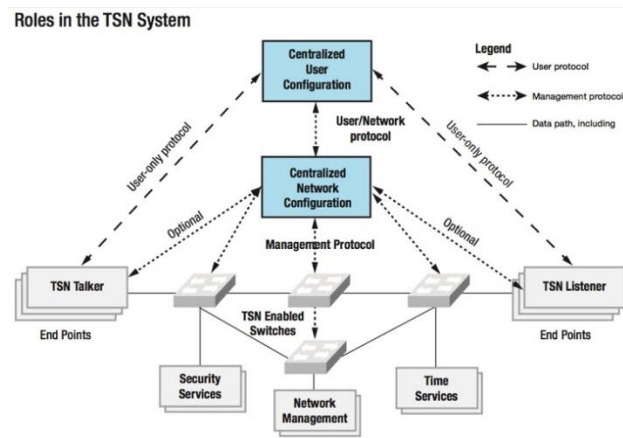 Roles in the TSN System
Centralized
User
Configuration
Legend
User protocol
Management protocol
Data path, including
User/Network
protocol
User-only protocol
User-only protocol
Centralized
Network
Configuration
Optional
Optional
Management Protocol
TSN Talker
TSN Listener
End Points
TSN Enabled
Switches
End Points
Security
Services
Network
Management
Time
Services